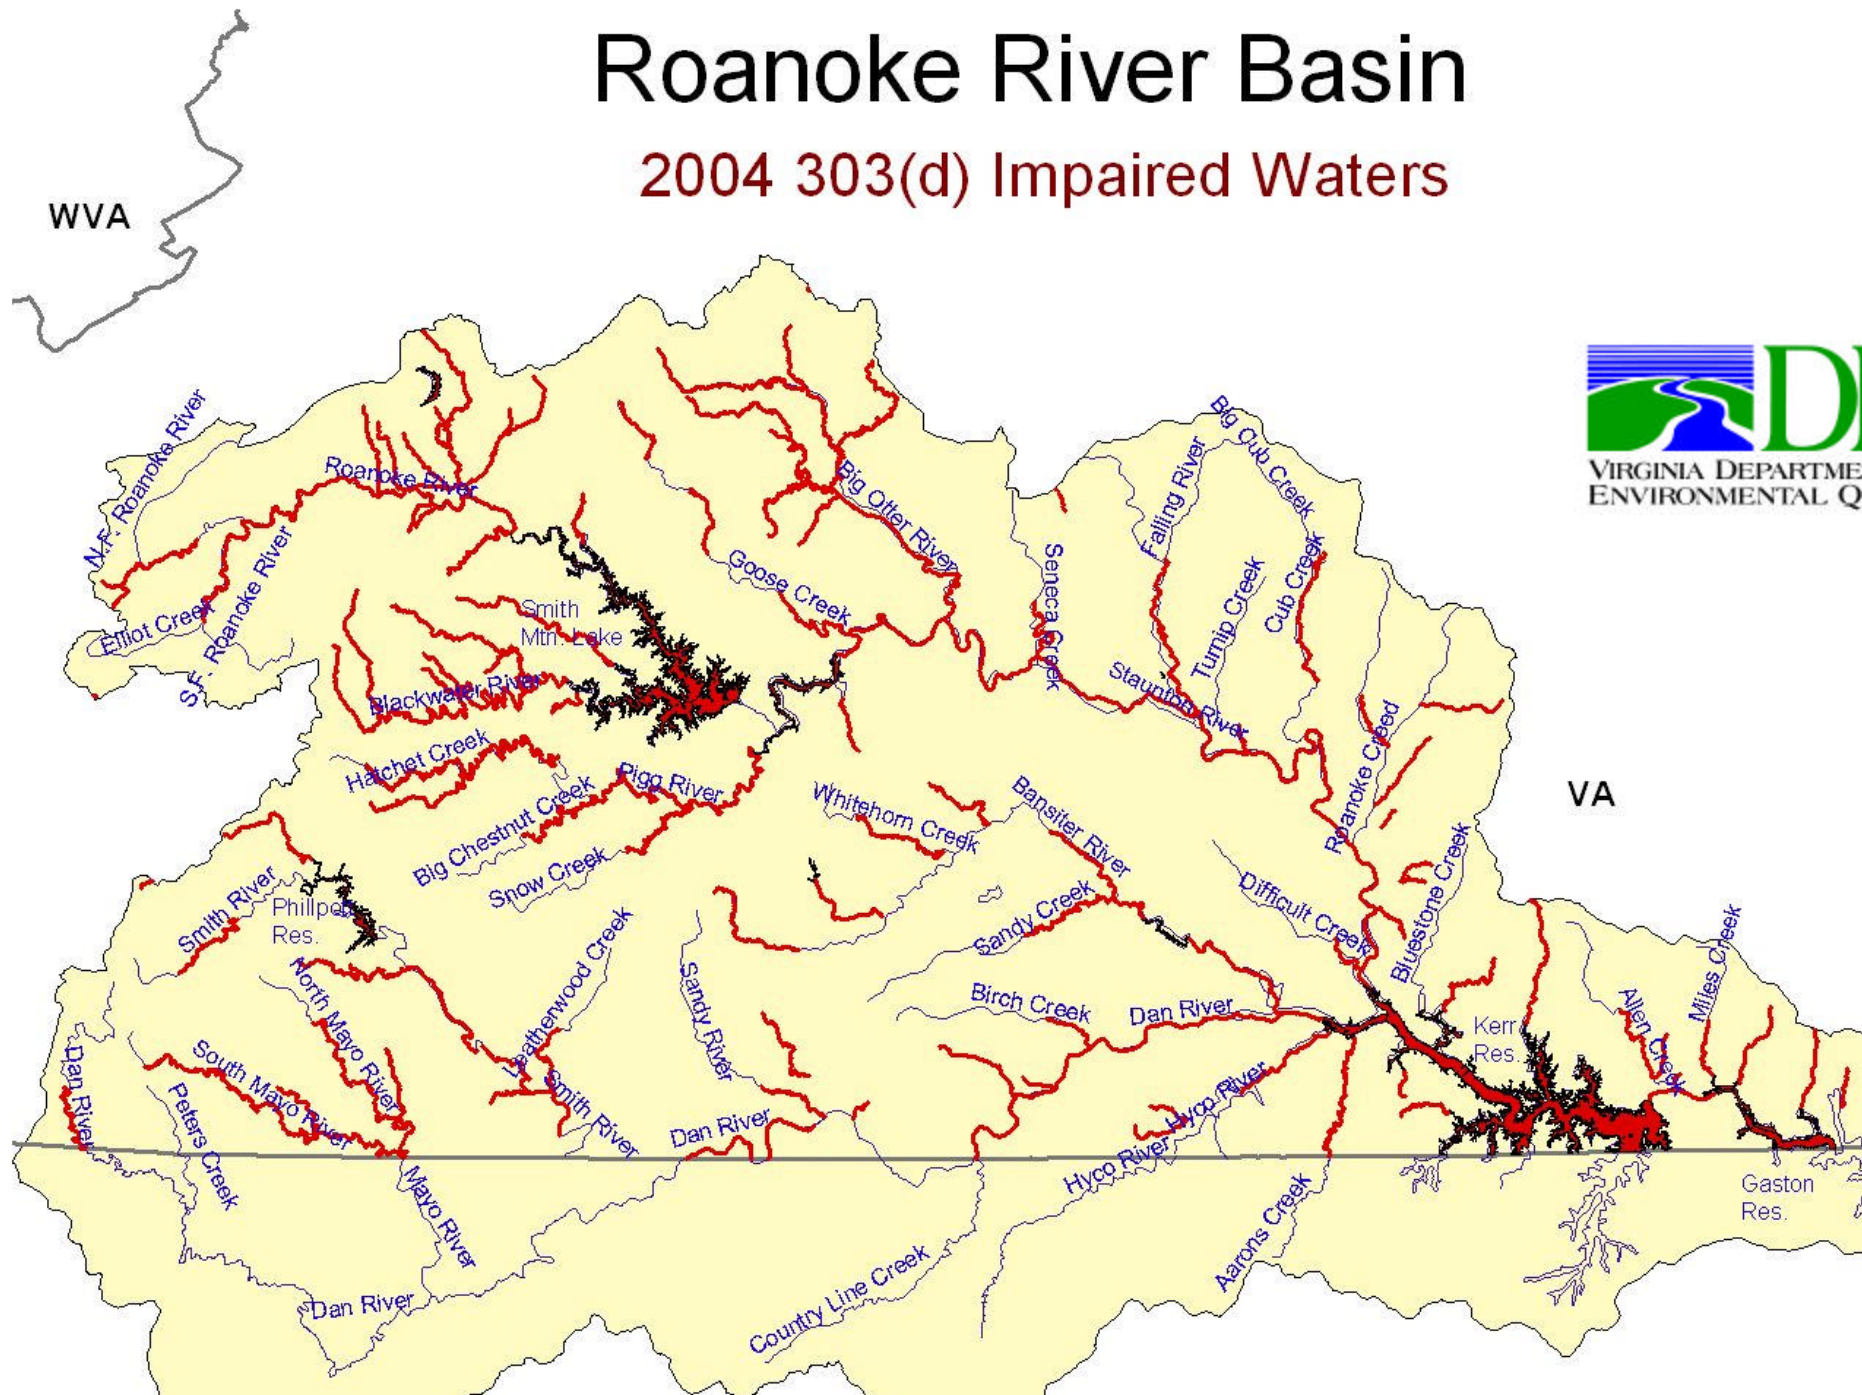 Roanoke River Basin
2004 303(d) Impaired Waters
WVA
VIRGINIA DEPARTME
ENVIRONMENTAL Q
N.F. Roanoke River
Roanoke River
Big Otter River
Falling River
Big Cub Creek
Elliot Creek
S.F. Roanoke River
Smith
Mtn. Lake
Goose Creek
Seneca Creek
Turnip Creek
Cub Creek
Blackwater River
Staunton River
Hatchet Creek
Pigg River
Big Chestnut Creek
Snow Creek
Whitehorn Creek
Bansiter River
Roanoke Creed
VA
Smith River
Phillpot
Res.
Sandy Creek
Difficult Creek
Bluestone Creek
North Mayo River
Leatherwood Creek
Sandy River
Birch Creek
Dan River
Kerr
Res.
Allen Creek
Miles Creek
Dan River
South Mayo River
Peters Creek
Smith River
Dan River
Hyco River
Hyco River
Mayo River
Aarons Creek
Gaston
Res.
Dan River
Country Line Creek